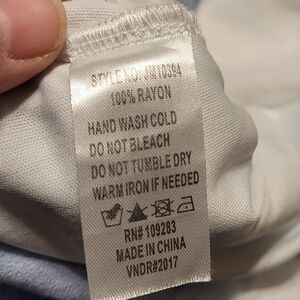 STYLE NO. JM10394
100% RAYON
HAND WASH COLD
DO NOT BLEACH
DO NOT TUMBLE DRY
WARM IRON IF NEEDED
RN# 109283
MADE IN CHINA
VNDR#2017